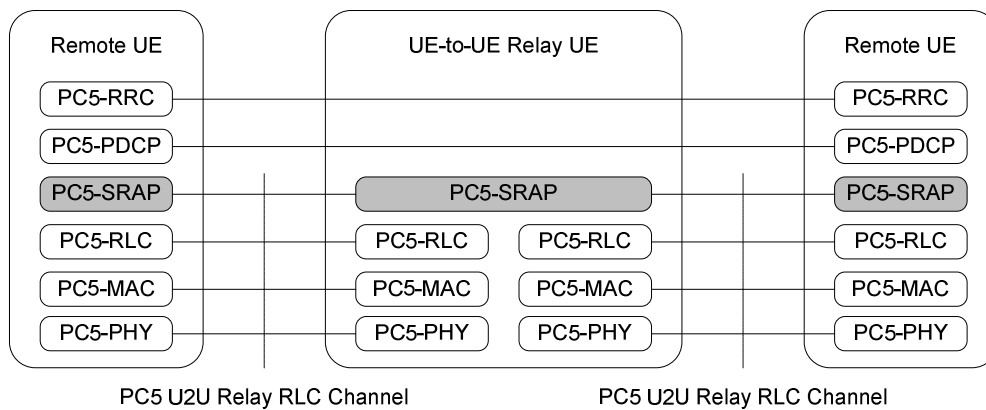 Remote UE UE-to-UE Relay UE Remote UE
PC5-RRC PC5-RRC
PC5-PDCP PC5-PDCP
PC5-SRAP PC5-SRAP PC5-SRAP
PC5-RLC PC5-RLC PC5-RLC PC5-RLC
PC5-MAC PC5-MAC PC5-MAC PC5-MAC
PC5-PHY PC5-PHY PC5-PHY PC5-PHY
PC5 U2U Relay RLC Channel PC5 U2U Relay RLC Channel